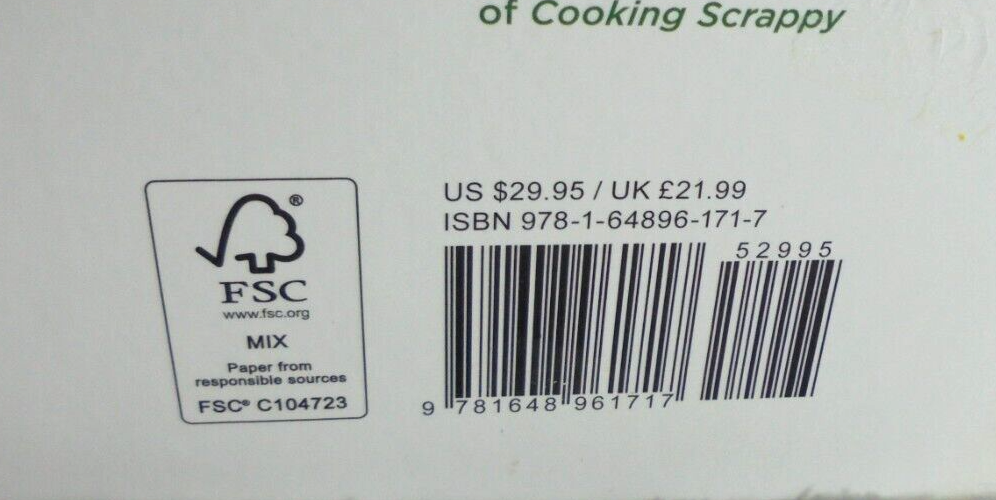 of Cooking Scrappy
US $29.95 / UK £21.99
ISBN 978-1-64896-171-7
52995
9 781648 961717
®
FSC
www.fsc.org
MIX
Paper from
responsible sources
FSC® C104723